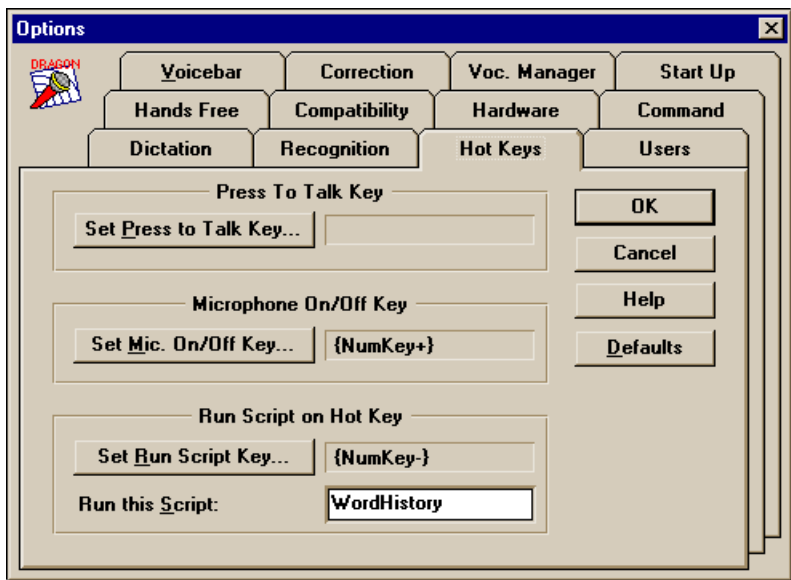 Options
DRAGON
Voicebar Correction Voc. Manager Start Up
Hands Free Compatibility Hardware Command
Dictation Recognition Hot Keys Users
Press To Talk Key
Set Press to Talk Key...
OK
Cancel
Microphone On/Off Key
Help
Set Mic. On/Off Key... {NumKey+}
Defaults
Run Script on Hot Key
Set Run Script Key... {NumKey-}
Run this Script: WordHistory